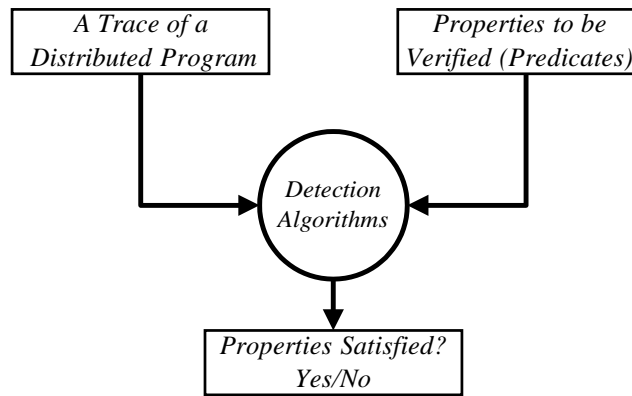 A Trace of a
Distributed Program
Properties to be
Verified (Predicates)
Detection
Algorithms
Properties Satisfied?
Yes/No